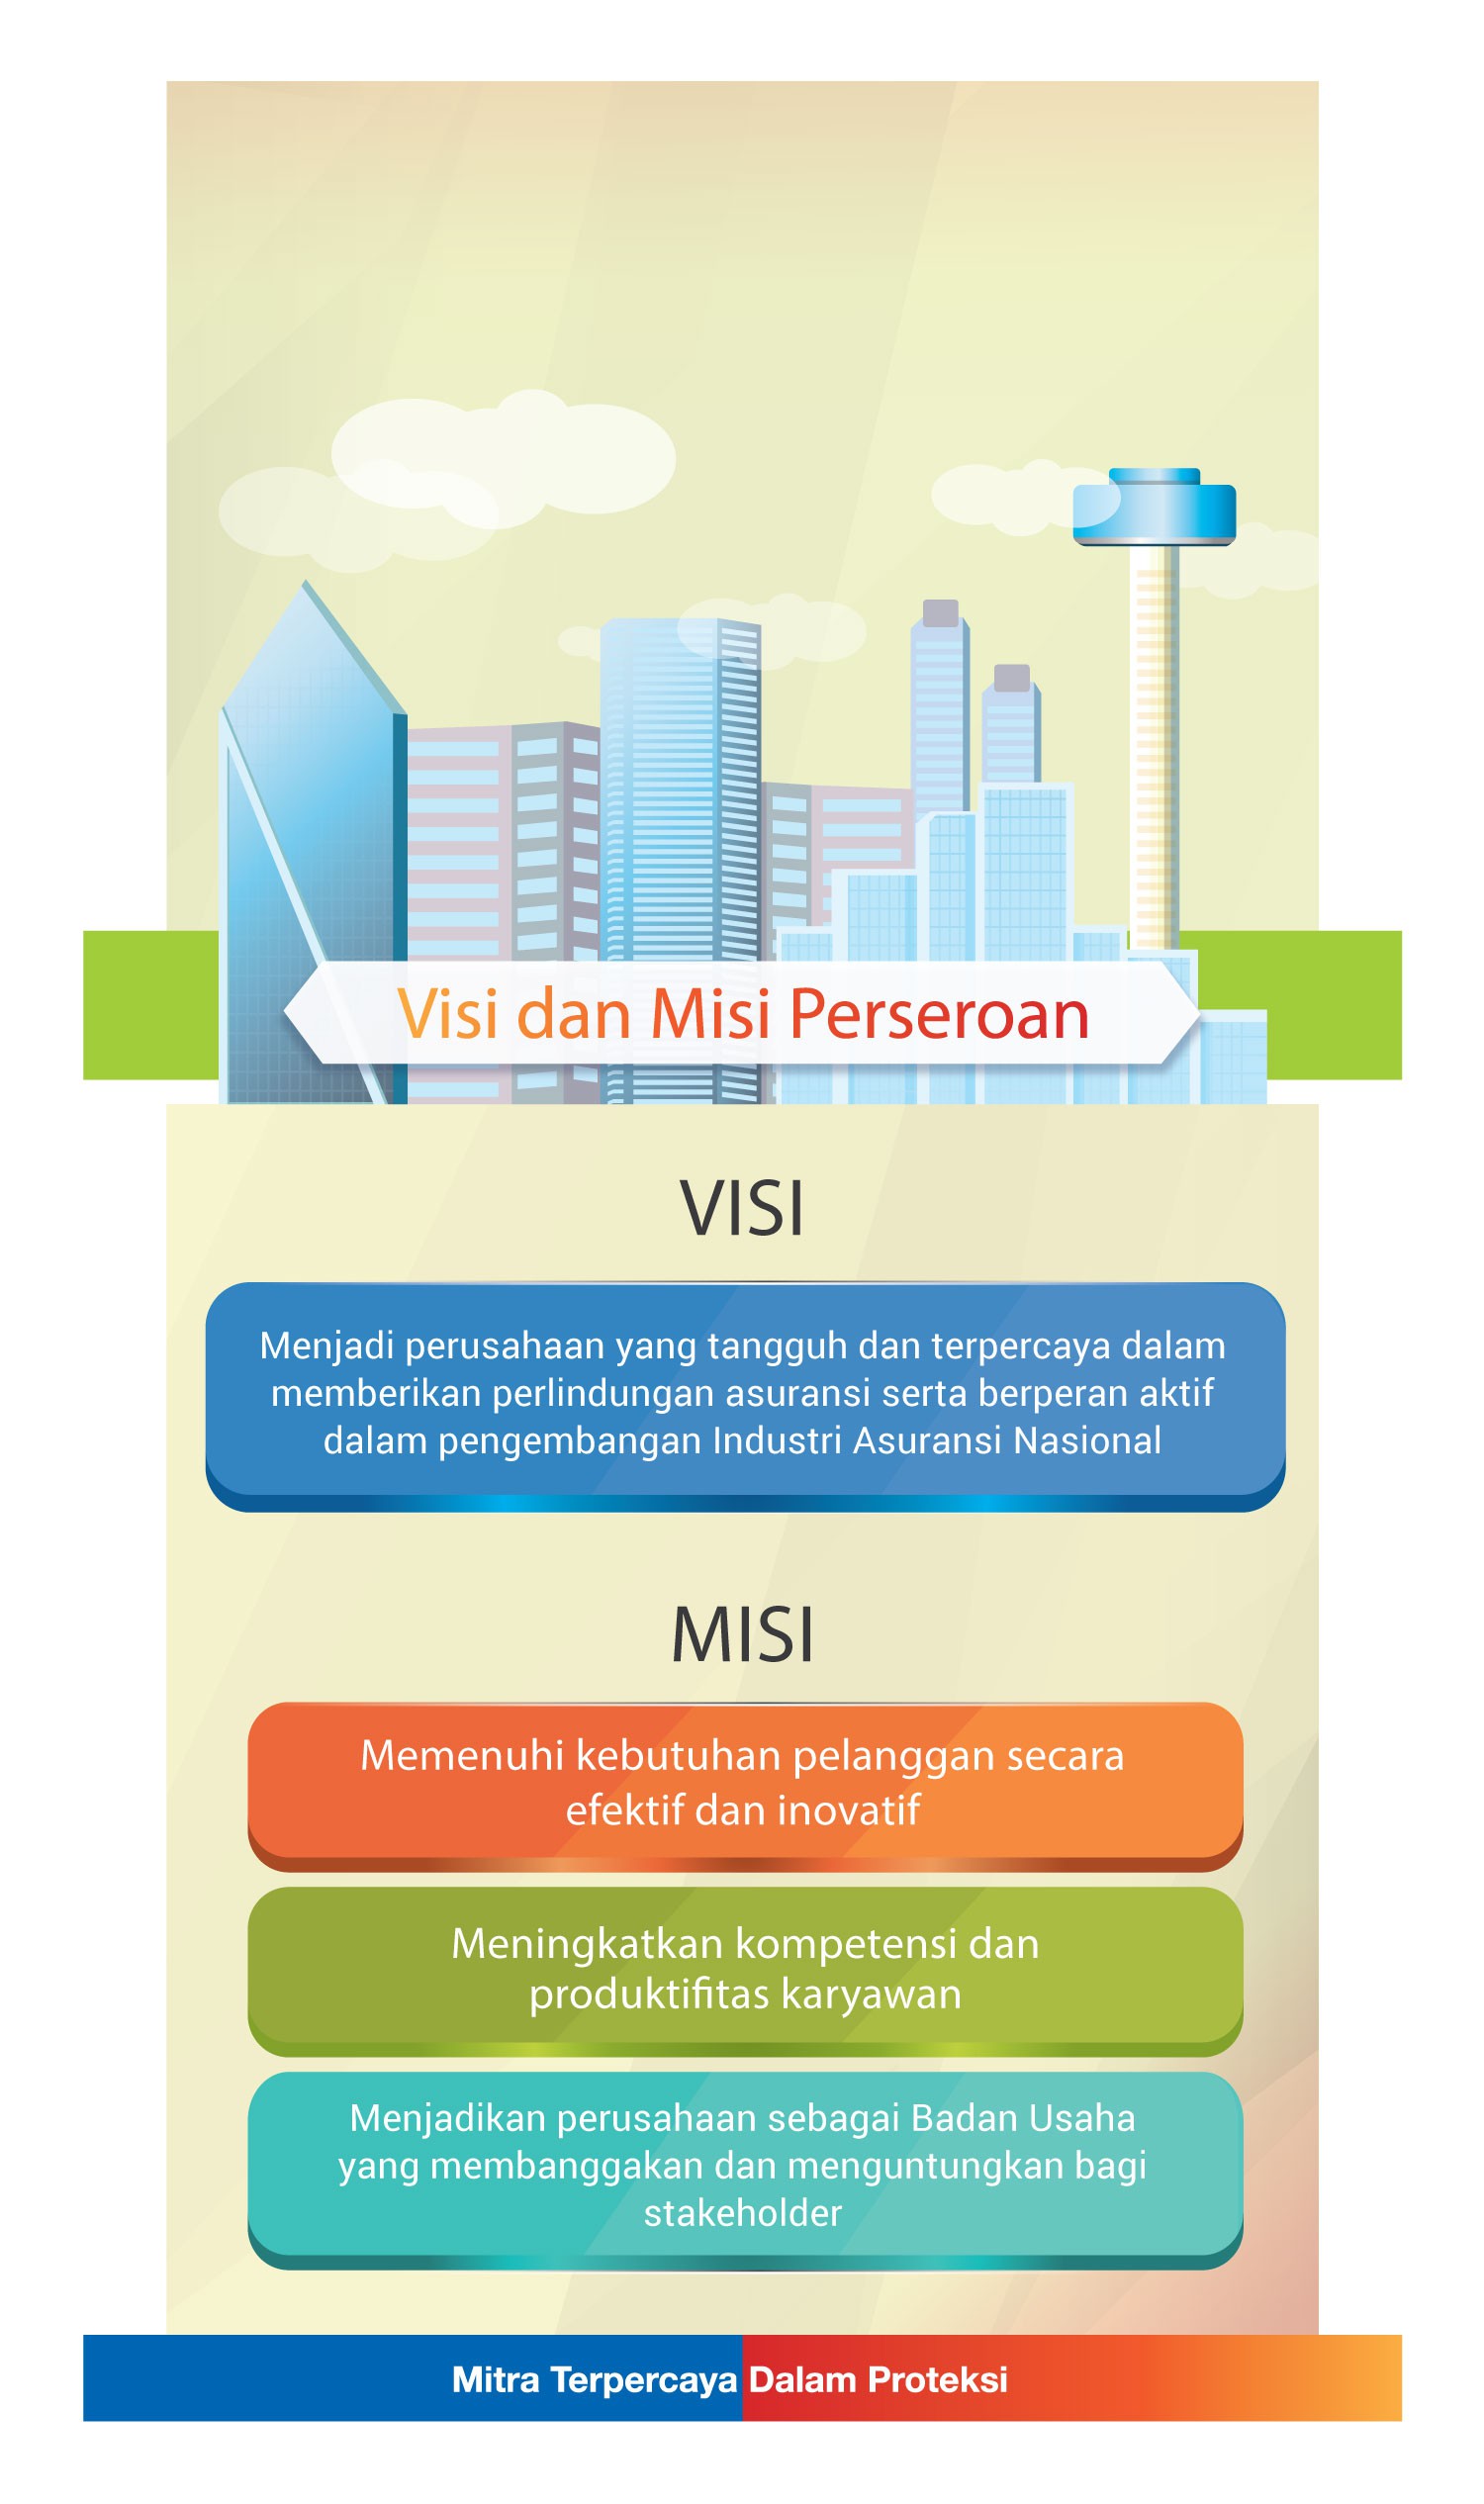 Visi dan Misi Perseroan
VISI
Menjadi perusahaan yang tangguh dan terpercaya dalam
memberikan perlindungan asuransi serta berperan aktif
dalam pengembangan Industri Asuransi Nasional
MISI
Memenuhi kebutuhan pelanggan secara
efektif dan inovatif
Meningkatkan kompetensi dan
produktifitas karyawan
Menjadikan perusahaan sebagai Badan Usaha
yang membanggakan dan menguntungkan bagi
stakeholder
Mitra Terpercaya Dalam Proteksi